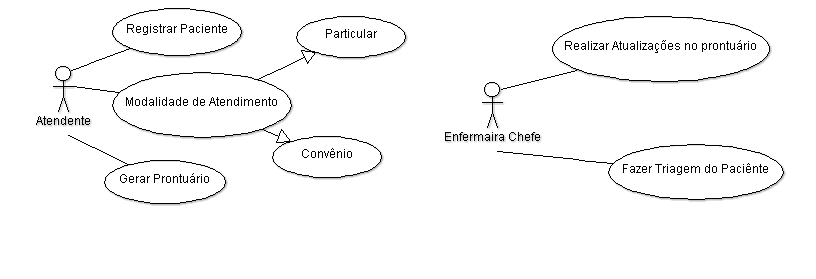 Registrar Paciente
Particular
Modalidade de Atendimento
Atendente
Convênio
Gerar Prontuário
Realizar Atualizações no prontuário
Enfermaira Chefe
Fazer Triagem do Paciênte